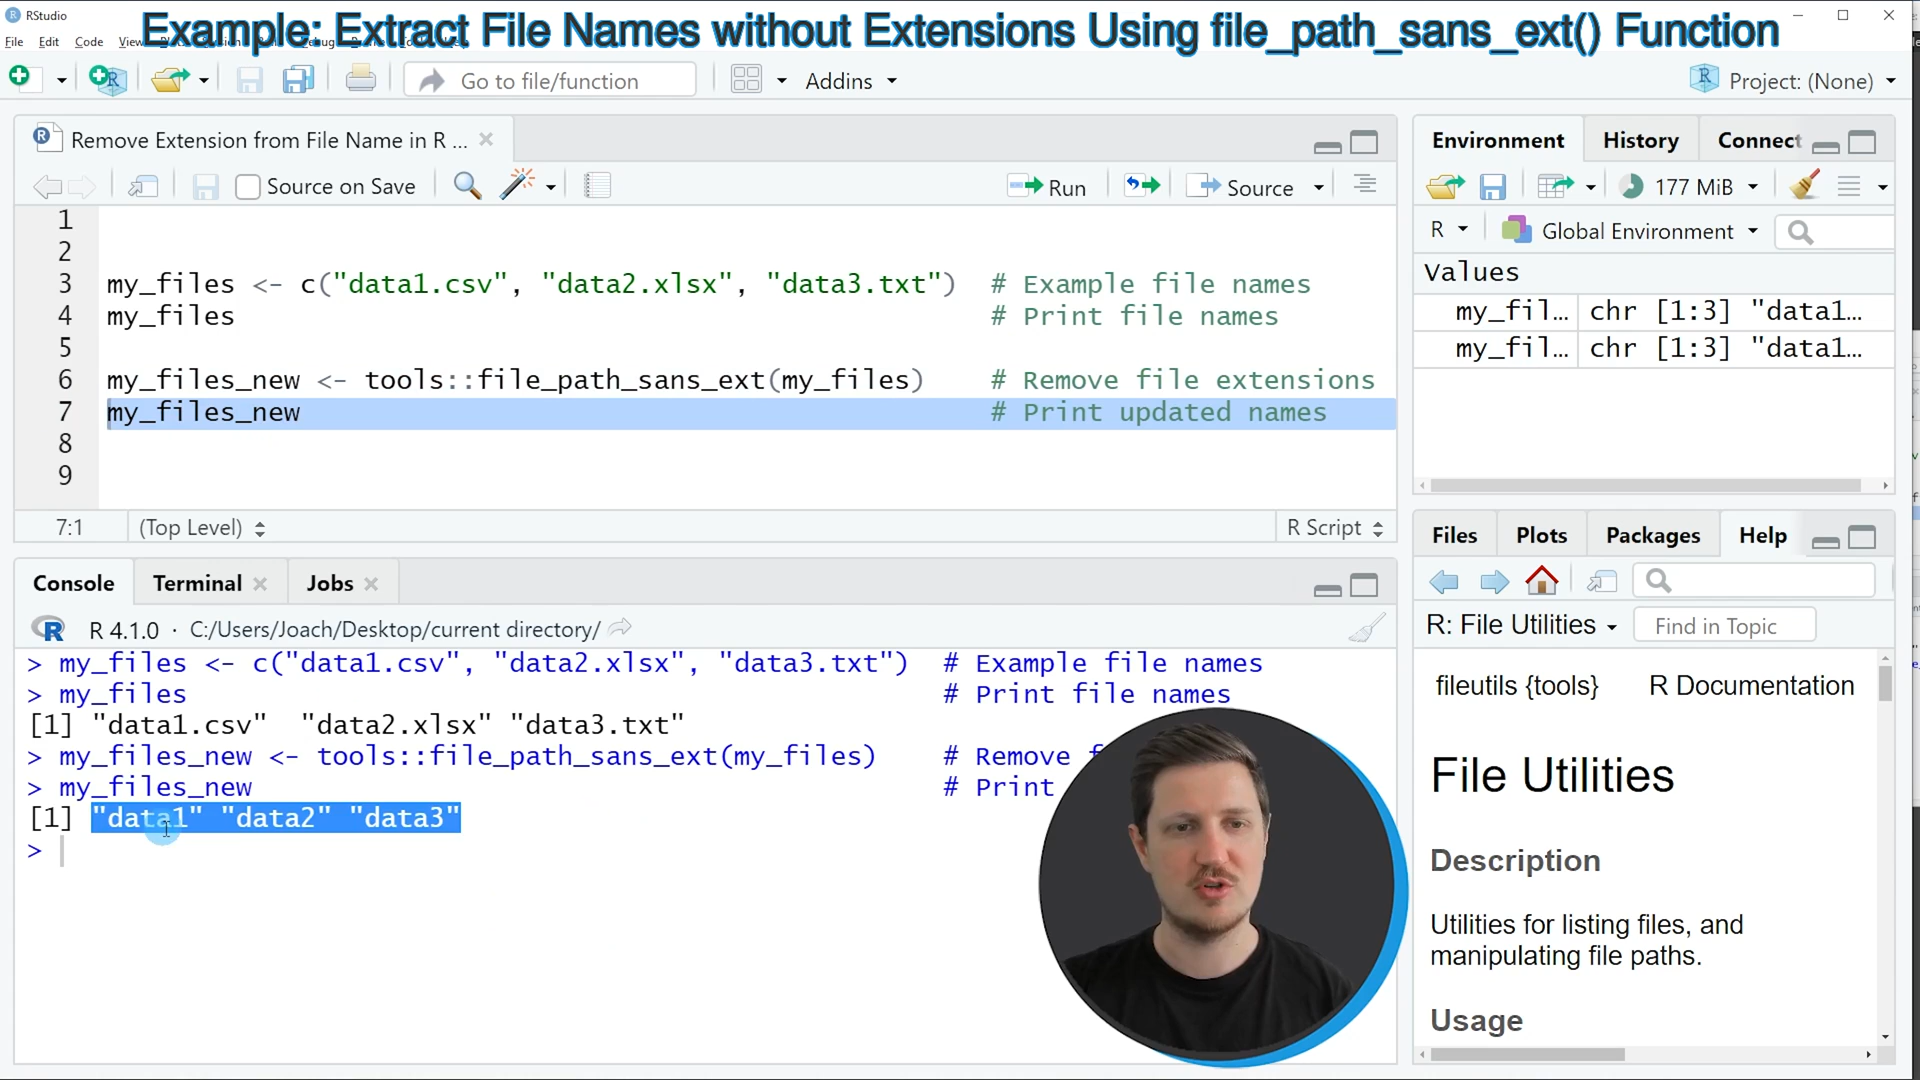 RStudio
Example: Extract File Names without Extensions Using file_path_sans_ext() Function
File Edit Code View
Go to file/function
Addins
Project: (None)
Remove Extension from File Name in R ...
Source on Save
Run
Source
1
2
3 my_files <- c("data1.csv", "data2.xlsx", "data3.txt") # Example file names
4 my_files # Print file names
5
6 my_files_new <- tools::file_path_sans_ext(my_files) # Remove file extensions
7 my_files_new # Print updated names
8
9
7:1 (Top Level) R Script
Console Terminal Jobs
R 4.1.0 · C:/Users/Joach/Desktop/current directory/
> my_files <- c("data1.csv", "data2.xlsx", "data3.txt") # Example file names
> my_files # Print file names
[1] "data1.csv" "data2.xlsx" "data3.txt"
> my_files_new <- tools::file_path_sans_ext(my_files) # Remove f
> my_files_new # Print
[1] "data1" "data2" "data3"
>
Environment History Connect
177 MiB
R Global Environment
Values
my_fil… chr [1:3] "data1…
my_fil… chr [1:3] "data1…
Files Plots Packages Help
R: File Utilities Find in Topic
fileutils {tools} R Documentation
File Utilities
Description
Utilities for listing files, and
manipulating file paths.
Usage